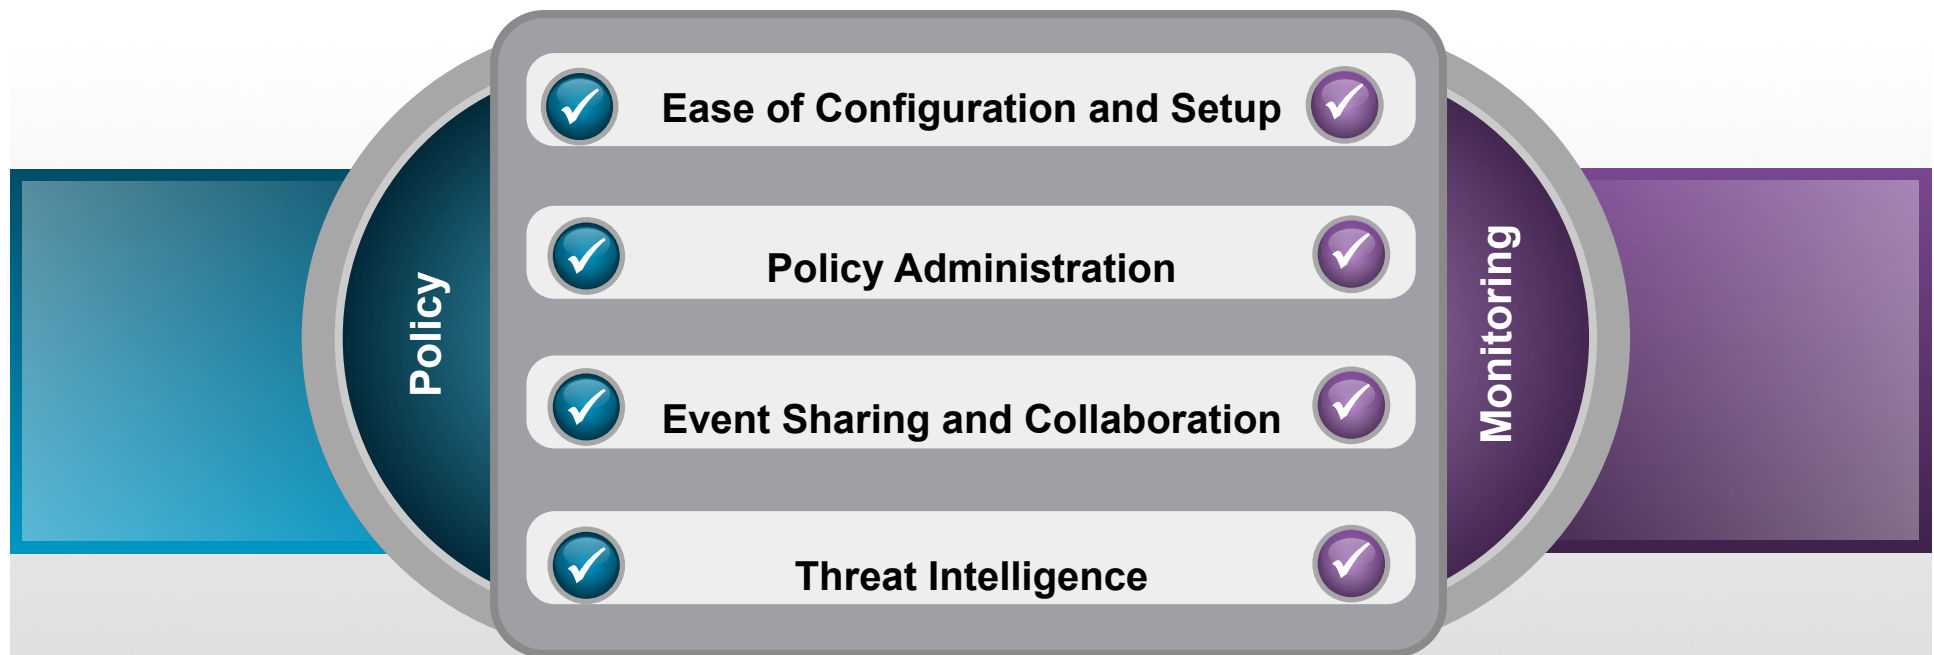 Policy
Ease of Configuration and Setup
Policy Administration
Event Sharing and Collaboration
Threat Intelligence
Monitoring